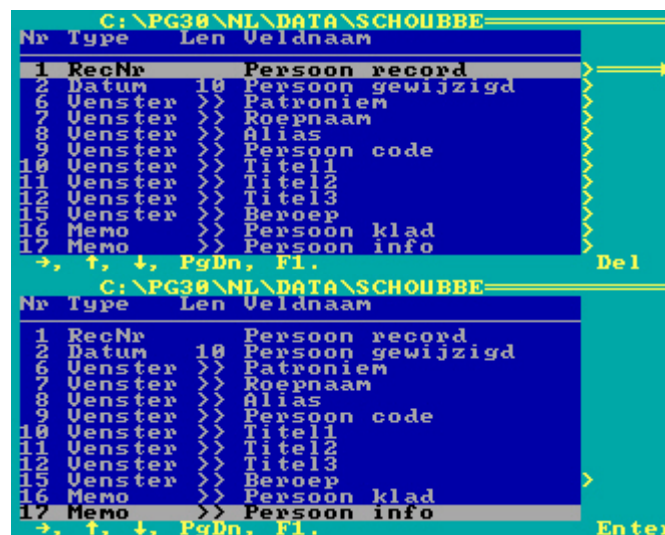 C:\PG30\NL\DATA\SCHOUBBE
Nr Type Len Veldnaam
1 RecNr Persoon record >
2 Datum 10 Persoon gewijzigd >
6 Venster >> Patroniem >
7 Venster >> Roepnaam >
8 Venster >> Alias >
9 Venster >> Persoon code >
10 Venster >> Titel1 >
11 Venster >> Titel2 >
12 Venster >> Titel3 >
15 Venster >> Beroep >
16 Memo >> Persoon klad >
17 Memo >> Persoon info >
→, ↑, ↓, PgDn, F1. Del
C:\PG30\NL\DATA\SCHOUBBE
Nr Type Len Veldnaam
1 RecNr Persoon record
2 Datum 10 Persoon gewijzigd
6 Venster >> Patroniem
7 Venster >> Roepnaam
8 Venster >> Alias
9 Venster >> Persoon code
10 Venster >> Titel1
11 Venster >> Titel2
12 Venster >> Titel3
15 Venster >> Beroep >
16 Memo >> Persoon klad
17 Memo >> Persoon info
→, ↑, ↓, PgDn, F1. Enter